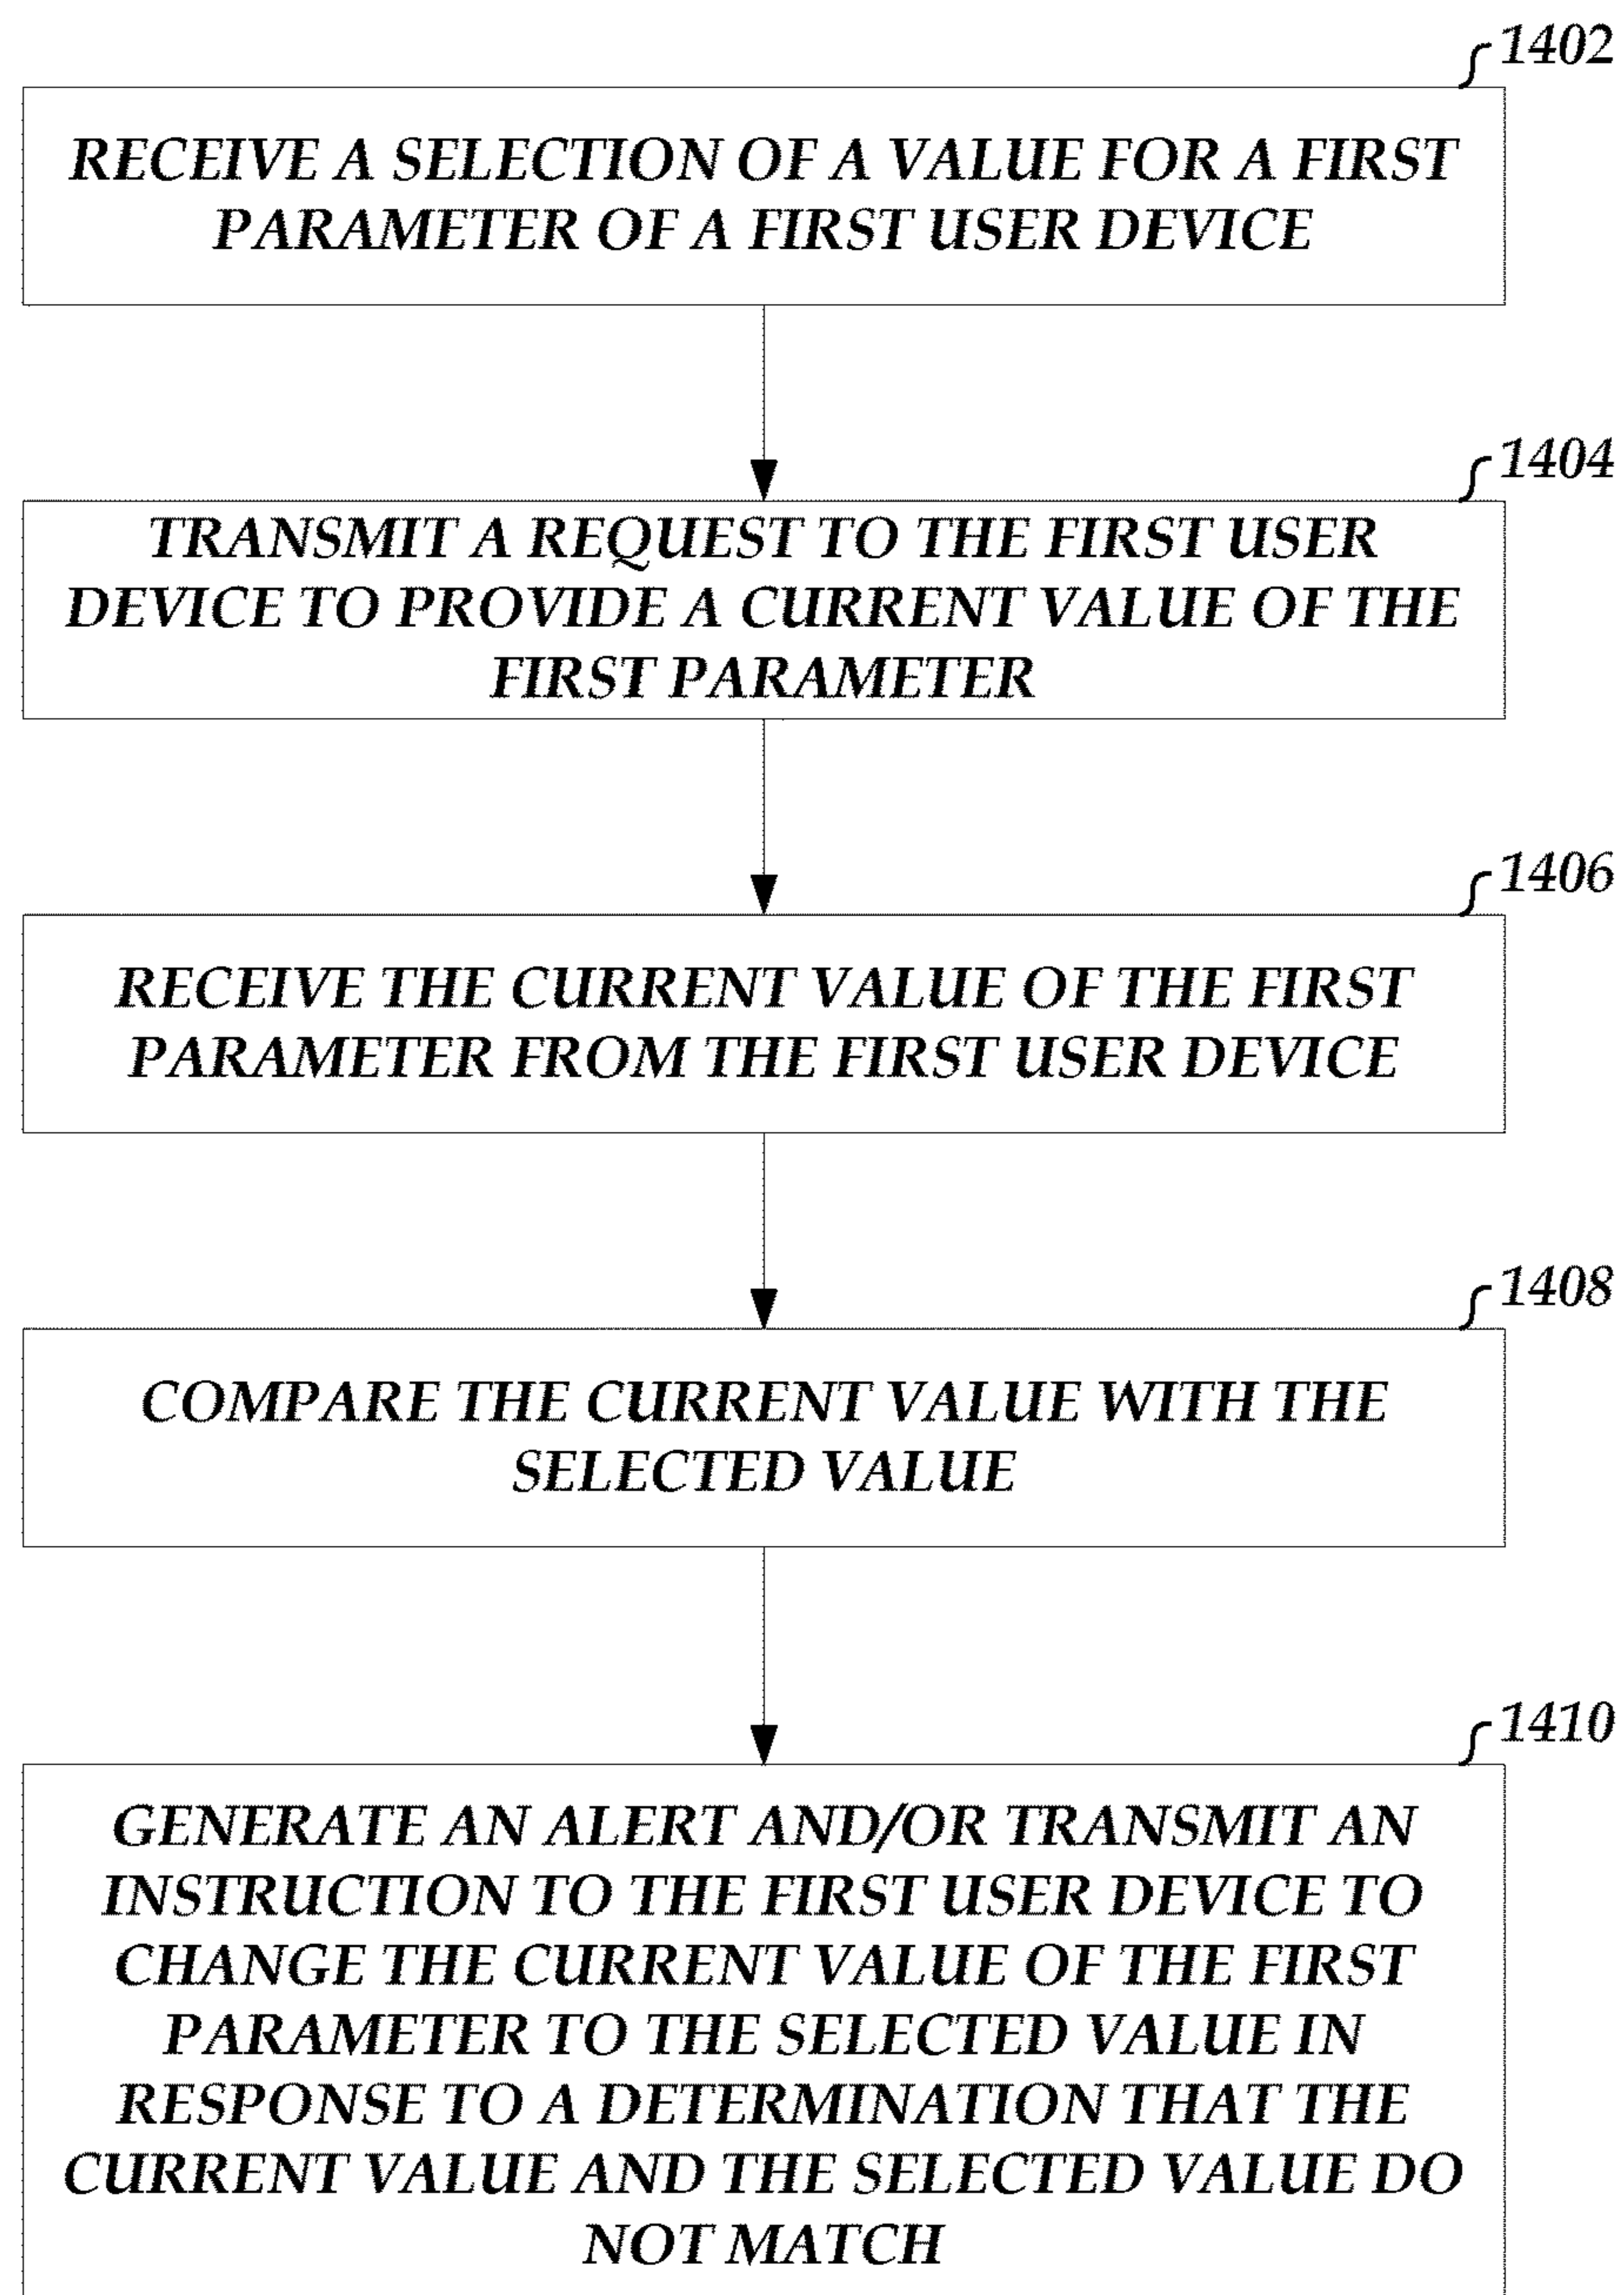 1402
RECEIVE A SELECTION OF A VALUE FOR A FIRST
PARAMETER OF A FIRST USER DEVICE
1404
TRANSMIT A REQUEST TO THE FIRST USER
DEVICE TO PROVIDE A CURRENT VALUE OF THE
FIRST PARAMETER
1406
RECEIVE THE CURRENT VALUE OF THE FIRST
PARAMETER FROM THE FIRST USER DEVICE
1408
COMPARE THE CURRENT VALUE WITH THE
SELECTED VALUE
1410
GENERATE AN ALERT AND/OR TRANSMIT AN
INSTRUCTION TO THE FIRST USER DEVICE TO
CHANGE THE CURRENT VALUE OF THE FIRST
PARAMETER TO THE SELECTED VALUE IN
RESPONSE TO A DETERMINATION THAT THE
CURRENT VALUE AND THE SELECTED VALUE DO
NOT MATCH